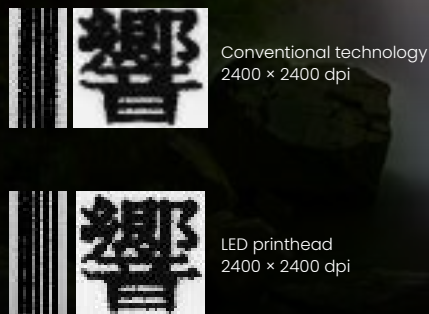 響
Conventional technology
2400 × 2400 dpi
響
LED printhead
2400 × 2400 dpi